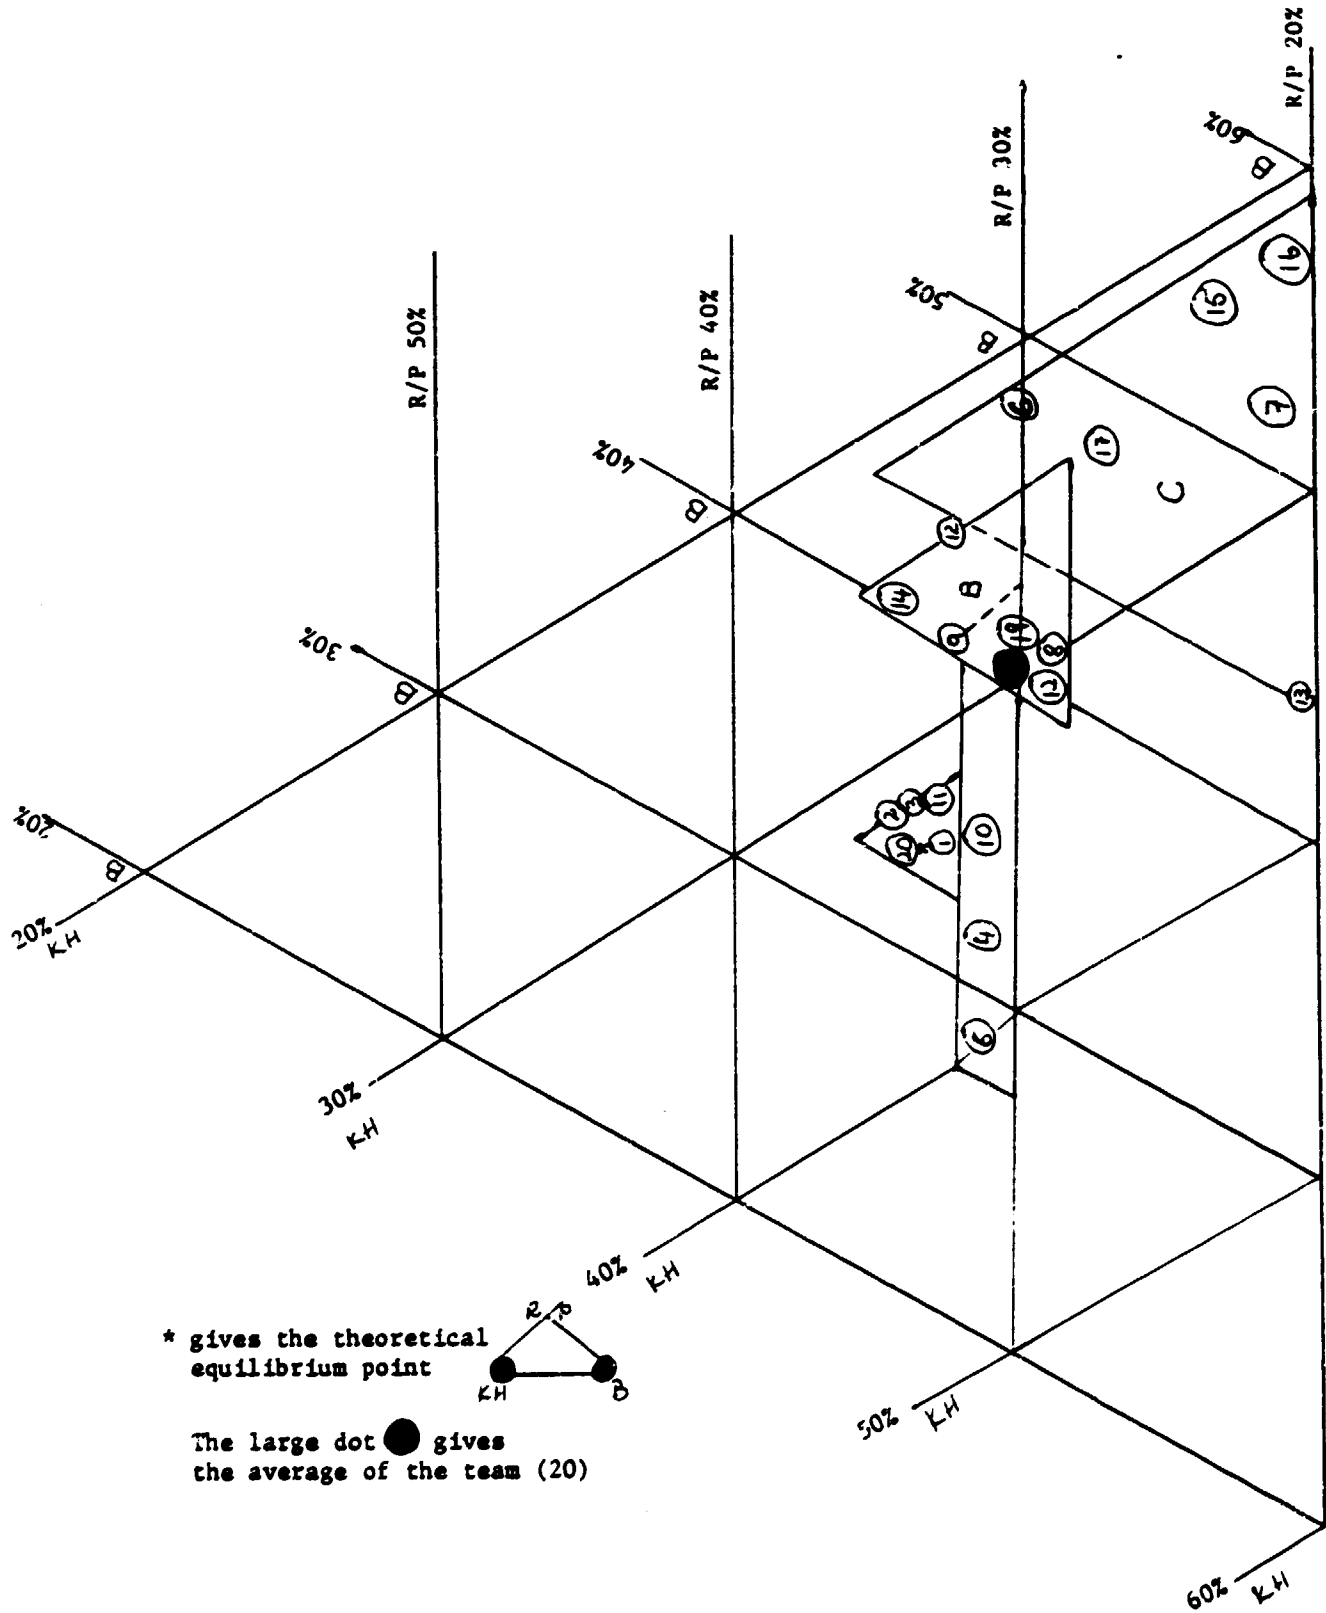 R/P 20%
R/P 30%
R/P 40%
R/P 50%
60%
B
50%
B
40%
B
30%
B
20%
B
20%
KH
30%
KH
40%
KH
50%
KH
60%
KH
16
15
7
6
17
C
12
14
B
9
8
12
13
2
3
11
20
*
1
10
4
6
* gives the theoretical
equilibrium point
KH
B
The large dot gives
the average of the team (20)